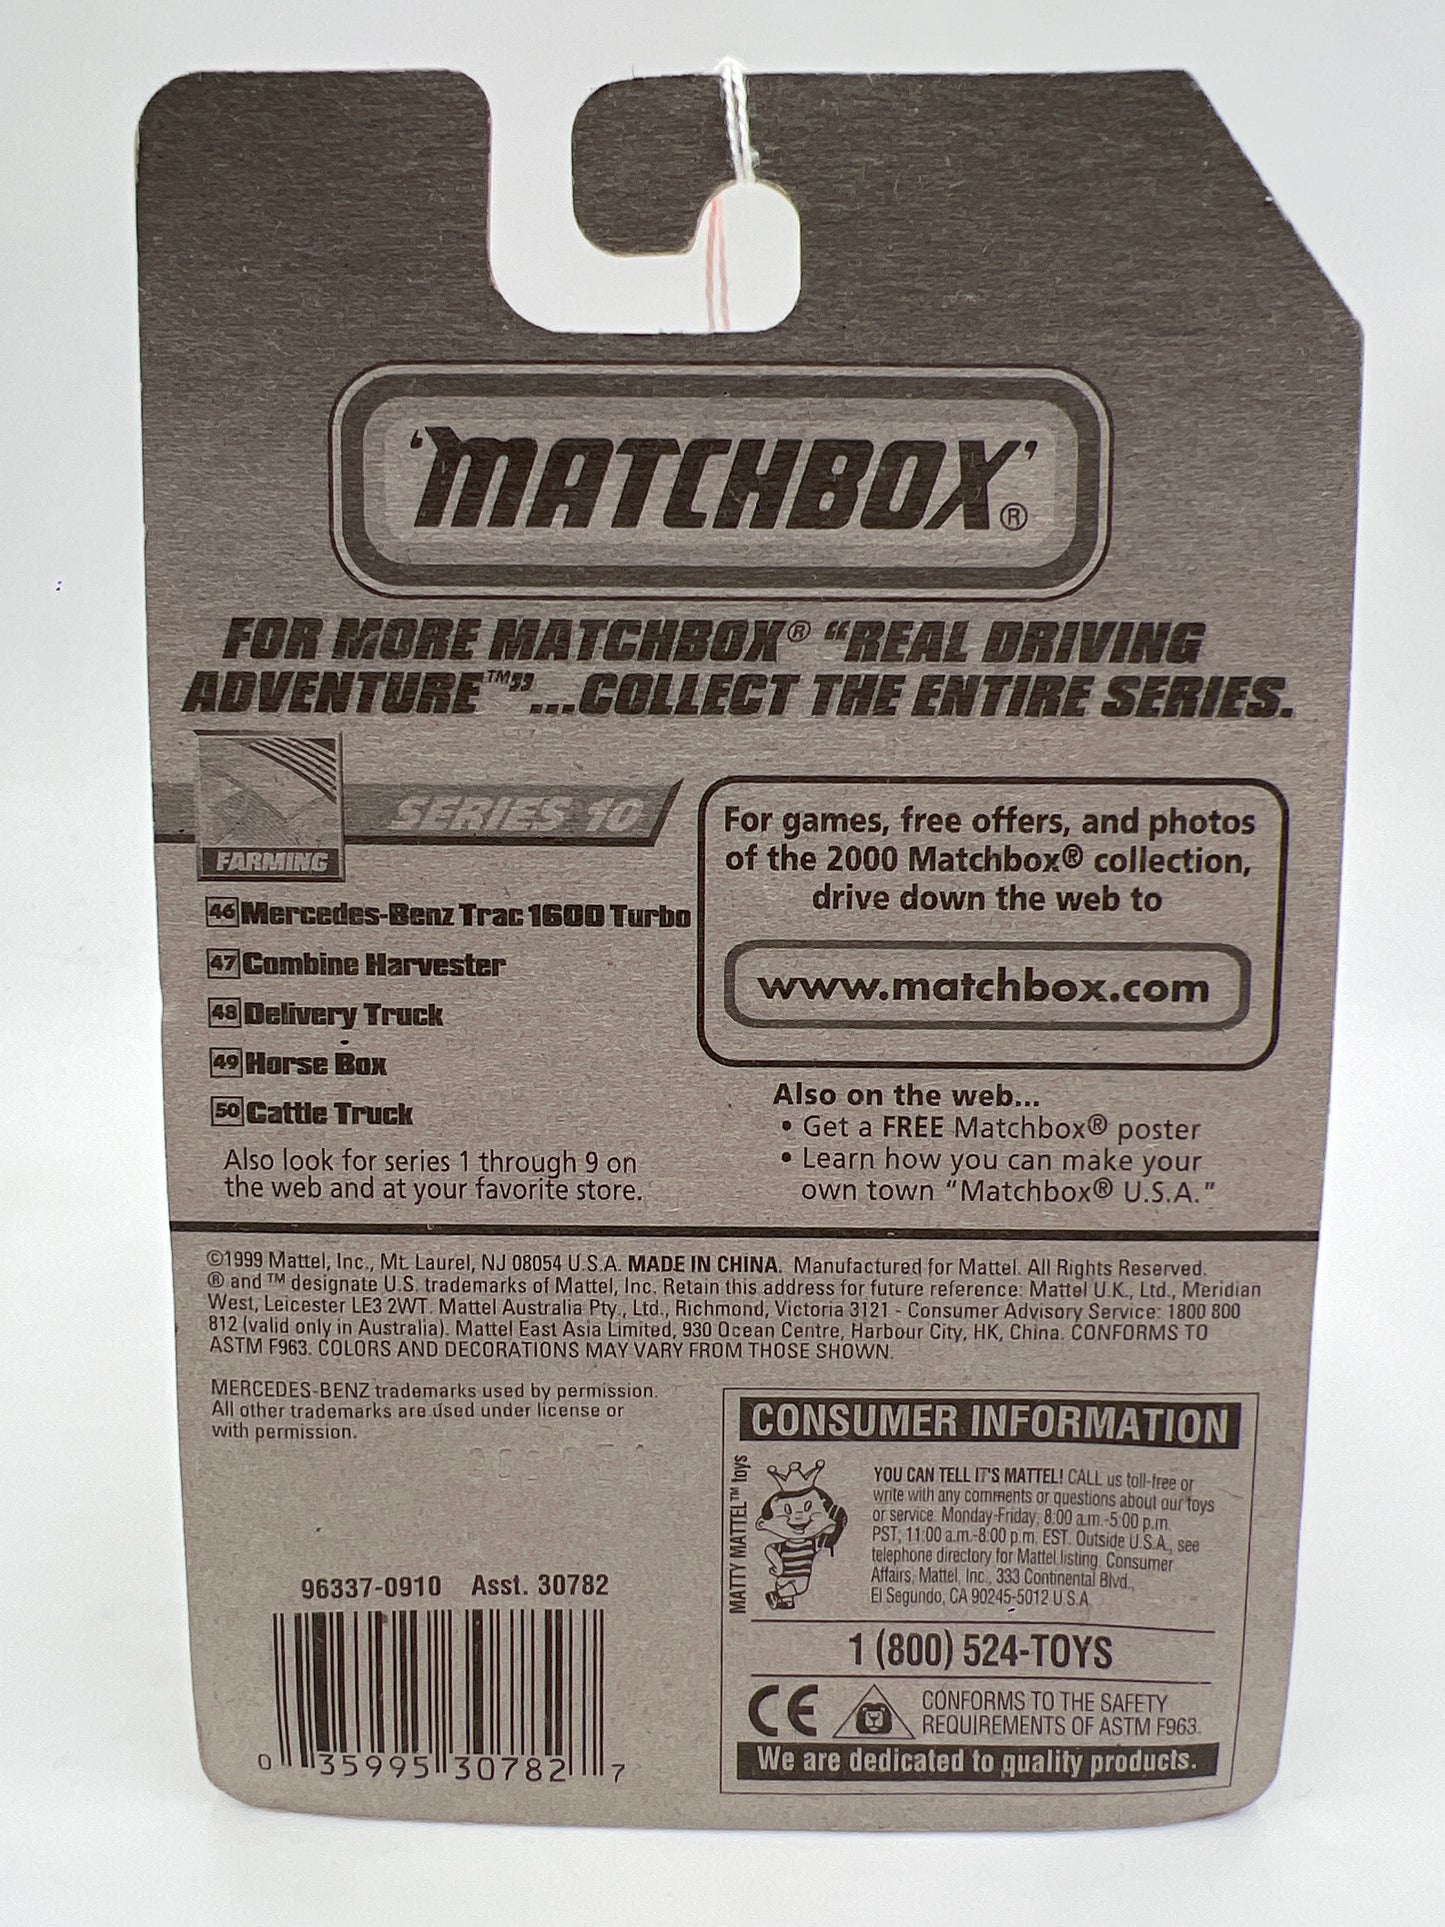 'MATCHBOX'®
FOR MORE MATCHBOX® “REAL DRIVING
ADVENTURE™”...COLLECT THE ENTIRE SERIES.
FARMING
SERIES 10
46 Mercedes-Benz Trac 1600 Turbo
47 Combine Harvester
48 Delivery Truck
49 Horse Box
50 Cattle Truck
Also look for series 1 through 9 on
the web and at your favorite store.
For games, free offers, and photos
of the 2000 Matchbox® collection,
drive down the web to
www.matchbox.com
Also on the web...
• Get a FREE Matchbox® poster
• Learn how you can make your
own town “Matchbox® U.S.A.”
©1999 Mattel, Inc., Mt. Laurel, NJ 08054 U.S.A. MADE IN CHINA. Manufactured for Mattel. All Rights Reserved.
® and ™ designate U.S. trademarks of Mattel, Inc. Retain this address for future reference: Mattel U.K., Ltd., Meridian
West, Leicester LE3 2WT. Mattel Australia Pty., Ltd., Richmond, Victoria 3121 - Consumer Advisory Service: 1800 800
812 (valid only in Australia). Mattel East Asia Limited, 930 Ocean Centre, Harbour City, HK, China. CONFORMS TO
ASTM F963. COLORS AND DECORATIONS MAY VARY FROM THOSE SHOWN.
MERCEDES-BENZ trademarks used by permission.
All other trademarks are used under license or
with permission.
96337-0910 Asst. 30782
0 35995 30782 7
CONSUMER INFORMATION
MATTY MATTEL™ toys
YOU CAN TELL IT'S MATTEL! CALL us toll-free or
write with any comments or questions about our toys
or service. Monday-Friday, 8:00 a.m.-5:00 p.m.
PST; 11:00 a.m.-8:00 p.m. EST. Outside U.S.A., see
telephone directory for Mattel listing. Consumer
Affairs, Mattel, Inc., 333 Continental Blvd.,
El Segundo, CA 90245-5012 U.S.A.
1 (800) 524-TOYS
CE
CONFORMS TO THE SAFETY
REQUIREMENTS OF ASTM F963.
We are dedicated to quality products.